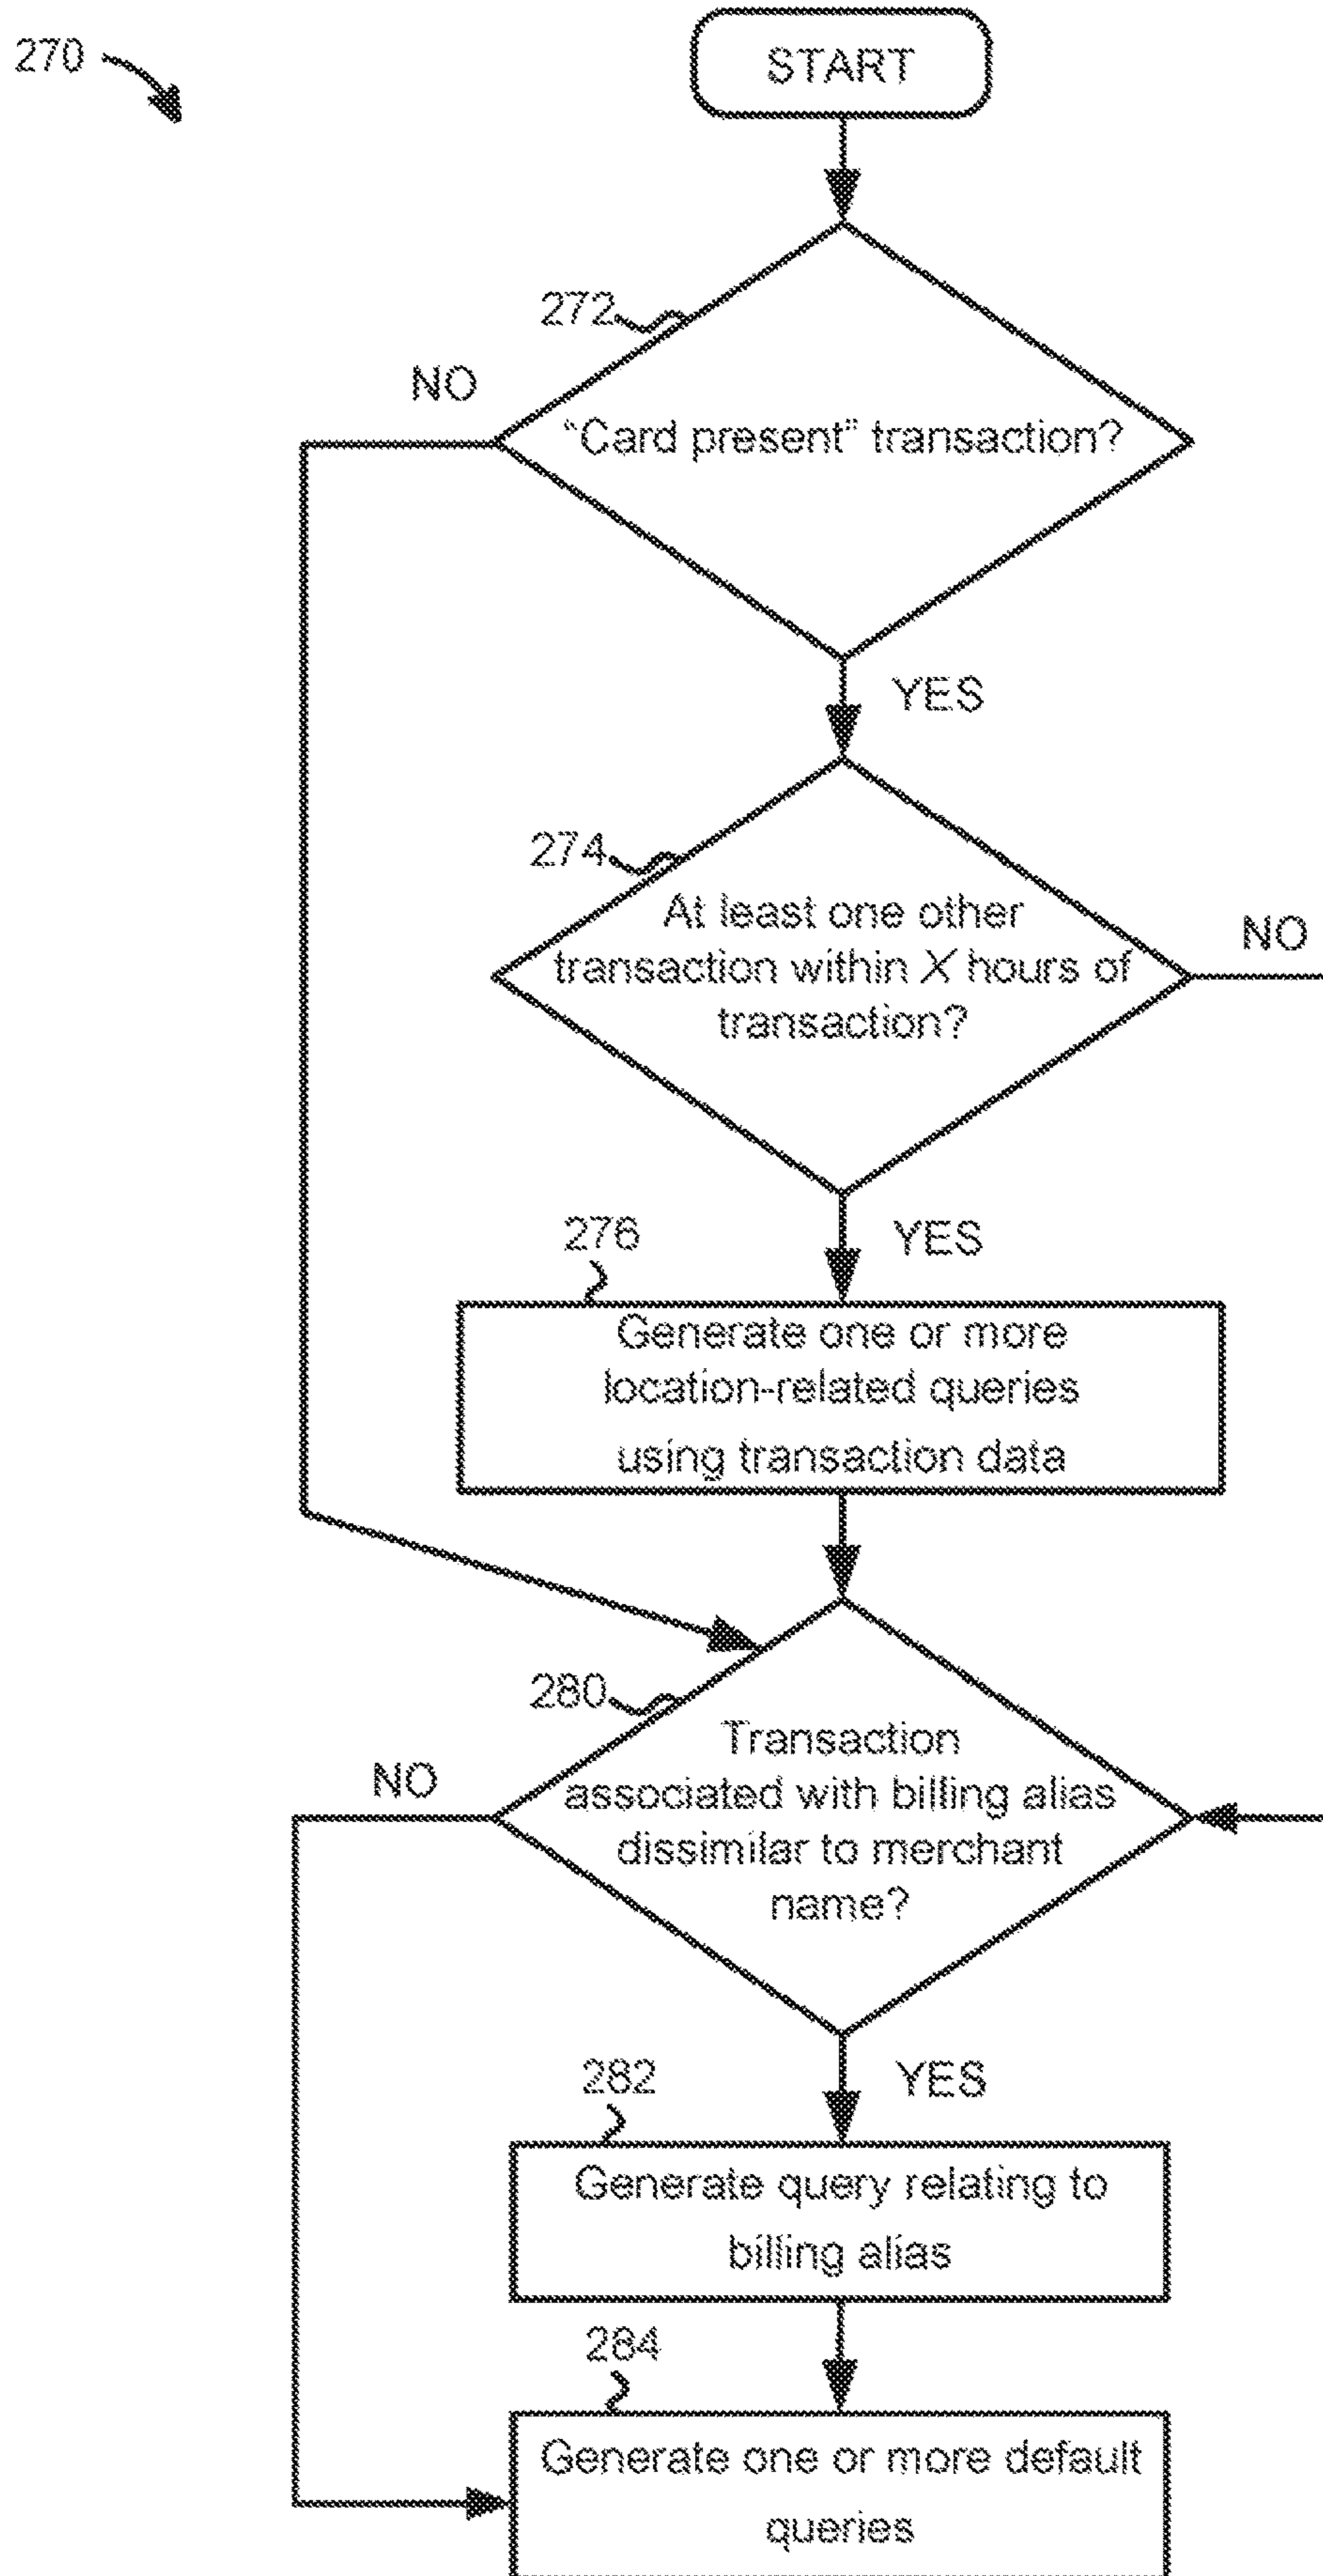 270
START
272
NO
“Card present” transaction?
YES
274
At least one other
NO
transaction within X hours of
transaction?
YES
276
Generate one or more
location-related queries
using transaction data
280
Transaction
NO
associated with billing alias
dissimilar to merchant
name?
YES
282
Generate query relating to
billing alias
284
Generate one or more default
queries